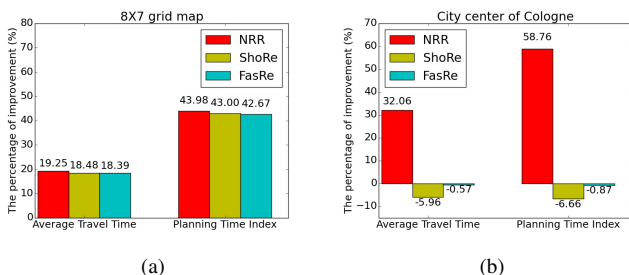 8X7 grid map
The percentage of improvement (%)
80
70
60
50
40
30
20
10
0
NRR
ShoRe
FasRe
19.25 18.48 18.39
43.98 43.00 42.67
Average Travel Time
Planning Time Index
(a)
City center of Cologne
The percentage of improvement (%)
70
60
50
40
30
20
10
0
−10
NRR
ShoRe
FasRe
32.06
-5.96
-0.57
58.76
-6.66
-0.87
Average Travel Time
Planning Time Index
(b)